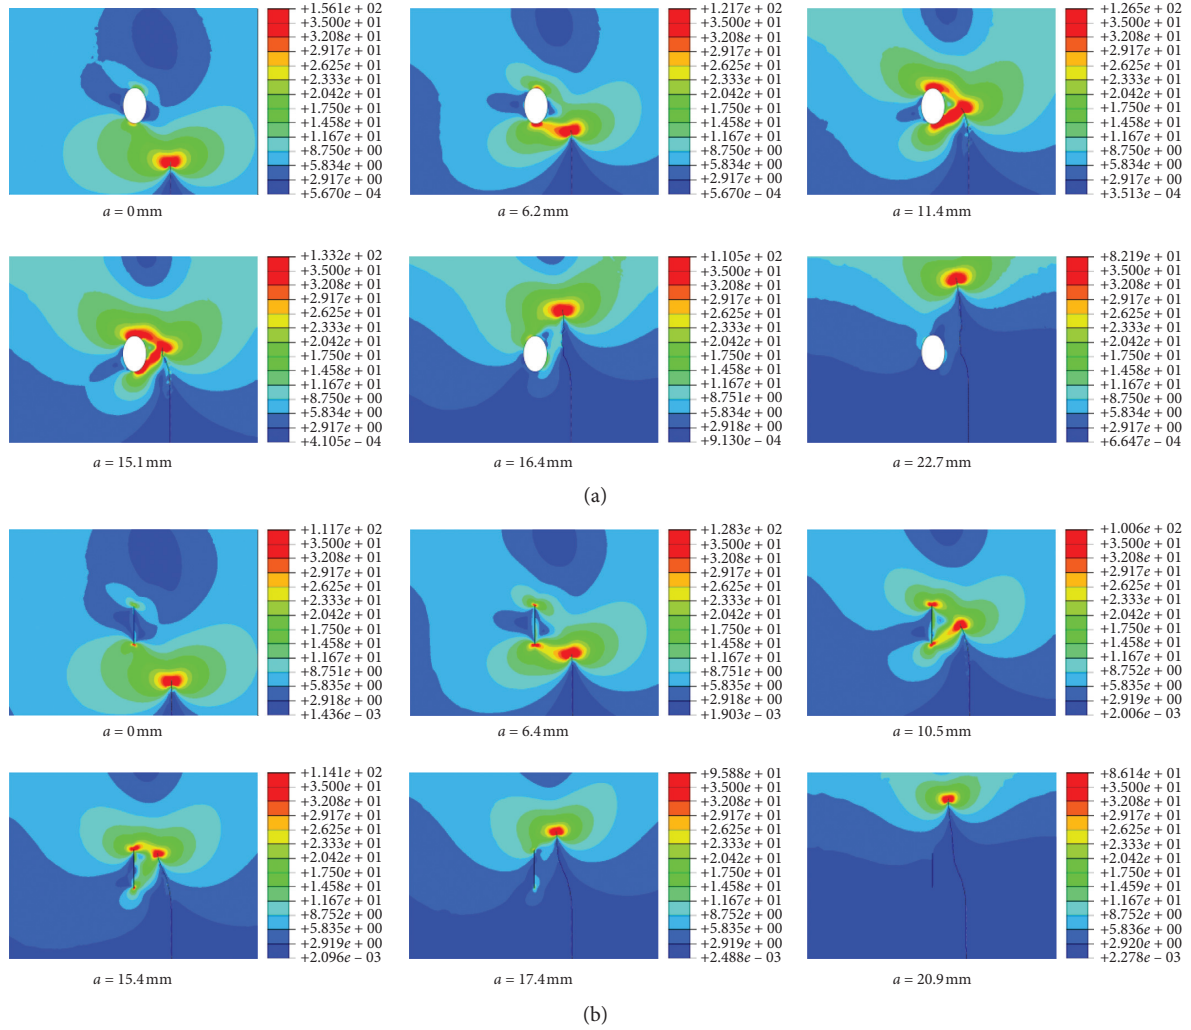 +1.561e + 02
+3.500e + 01
+3.208e + 01
+2.917e + 01
+2.625e + 01
+2.333e + 01
+2.042e + 01
+1.750e + 01
+1.458e + 01
+1.167e + 01
+8.750e + 00
+5.834e + 00
+2.917e + 00
+5.670e – 04
a = 0 mm
+1.217e + 02
+3.500e + 01
+3.208e + 01
+2.917e + 01
+2.625e + 01
+2.333e + 01
+2.042e + 01
+1.750e + 01
+1.458e + 01
+1.167e + 01
+8.750e + 00
+5.834e + 00
+2.917e + 00
+5.670e – 04
a = 6.2 mm
+1.265e + 02
+3.500e + 01
+3.208e + 01
+2.917e + 01
+2.625e + 01
+2.333e + 01
+2.042e + 01
+1.750e + 01
+1.458e + 01
+1.167e + 01
+8.750e + 00
+5.834e + 00
+2.917e + 00
+3.513e – 04
a = 11.4 mm
+1.332e + 02
+3.500e + 01
+3.208e + 01
+2.917e + 01
+2.625e + 01
+2.333e + 01
+2.042e + 01
+1.750e + 01
+1.458e + 01
+1.167e + 01
+8.750e + 00
+5.834e + 00
+2.917e + 00
+4.105e – 04
a = 15.1 mm
+1.105e + 02
+3.500e + 01
+3.208e + 01
+2.917e + 01
+2.625e + 01
+2.333e + 01
+2.042e + 01
+1.750e + 01
+1.458e + 01
+1.167e + 01
+8.751e + 00
+5.834e + 00
+2.918e + 00
+9.130e – 04
a = 16.4 mm
+8.219e + 01
+3.500e + 01
+3.208e + 01
+2.917e + 01
+2.625e + 01
+2.333e + 01
+2.042e + 01
+1.750e + 01
+1.458e + 01
+1.167e + 01
+8.750e + 00
+5.834e + 00
+2.917e + 00
+6.647e – 04
a = 22.7 mm
(a)
+1.117e + 02
+3.500e + 01
+3.208e + 01
+2.917e + 01
+2.625e + 01
+2.333e + 01
+2.042e + 01
+1.750e + 01
+1.458e + 01
+1.167e + 01
+8.751e + 00
+5.835e + 00
+2.918e + 00
+1.436e – 03
a = 0 mm
+1.283e + 02
+3.500e + 01
+3.208e + 01
+2.917e + 01
+2.625e + 01
+2.333e + 01
+2.042e + 01
+1.750e + 01
+1.458e + 01
+1.167e + 01
+8.751e + 00
+5.835e + 00
+2.918e + 00
+1.903e – 03
a = 6.4 mm
+1.006e + 02
+3.500e + 01
+3.208e + 01
+2.917e + 01
+2.625e + 01
+2.333e + 01
+2.042e + 01
+1.750e + 01
+1.458e + 01
+1.167e + 01
+8.752e + 00
+5.835e + 00
+2.919e + 00
+2.006e – 03
a = 10.5 mm
+1.141e + 02
+3.500e + 01
+3.208e + 01
+2.917e + 01
+2.625e + 01
+2.333e + 01
+2.042e + 01
+1.750e + 01
+1.458e + 01
+1.167e + 01
+8.752e + 00
+5.835e + 00
+2.919e + 00
+2.096e – 03
a = 15.4 mm
+9.588e + 01
+3.500e + 01
+3.208e + 01
+2.917e + 01
+2.625e + 01
+2.333e + 01
+2.042e + 01
+1.750e + 01
+1.458e + 01
+1.167e + 01
+8.752e + 00
+5.835e + 00
+2.919e + 00
+2.488e – 03
a = 17.4 mm
+8.614e + 01
+3.500e + 01
+3.208e + 01
+2.917e + 01
+2.625e + 01
+2.333e + 01
+2.042e + 01
+1.750e + 01
+1.459e + 01
+1.167e + 01
+8.752e + 00
+5.836e + 00
+2.920e + 00
+2.278e – 03
a = 20.9 mm
(b)